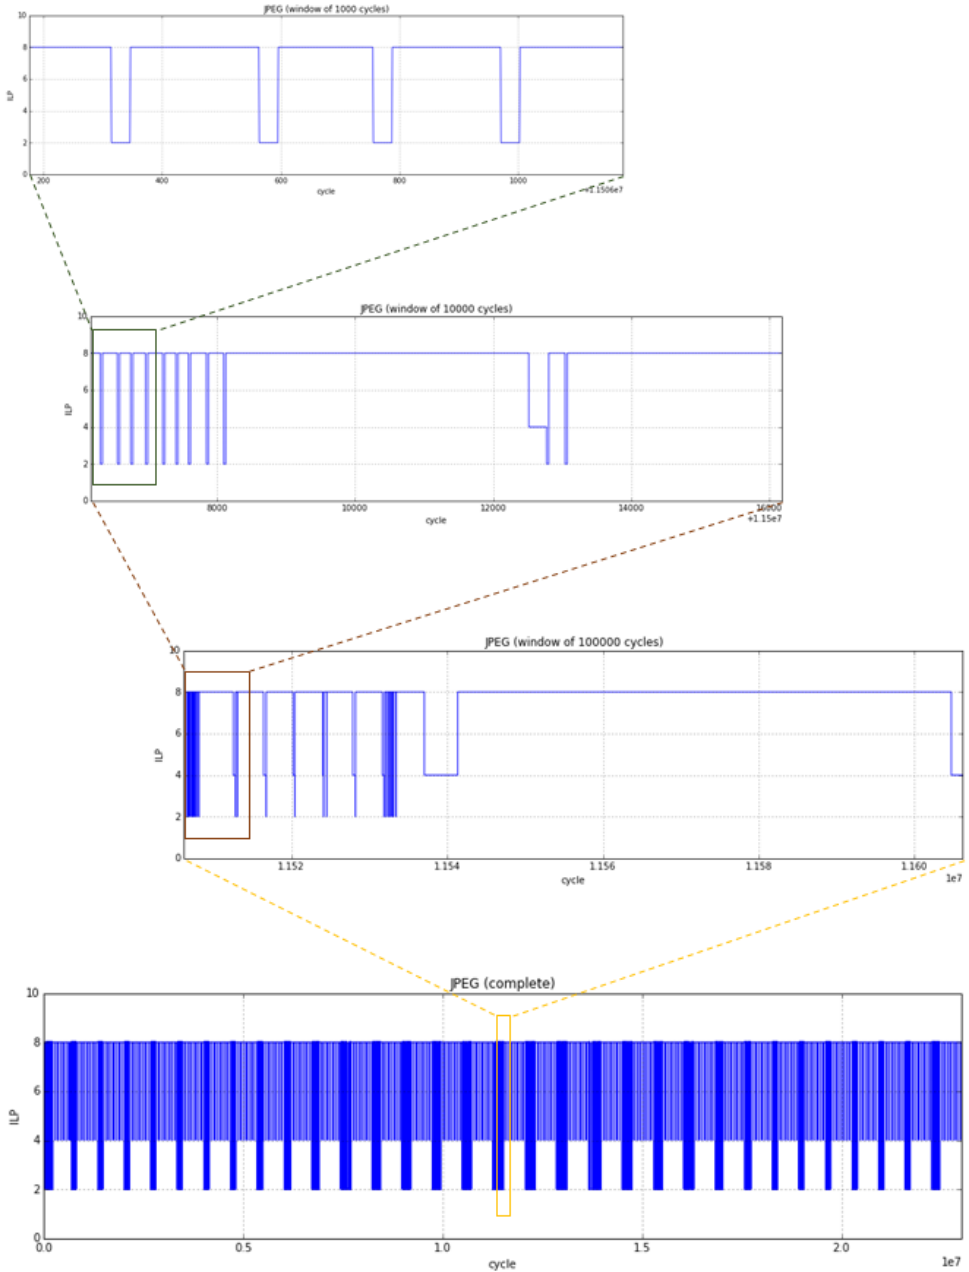 JPEG (window of 1000 cycles)
10
8
6
4
2
0
ILP
200 400 600 800 1000
cycle
+1.1506e7
JPEG (window of 10000 cycles)
10
8
6
4
2
0
ILP
8000 10000 12000 14000 16000
cycle
+1.15e7
JPEG (window of 100000 cycles)
10
8
6
4
2
0
ILP
1.152 1.154 1.156 1.158 1.160
cycle
1e7
JPEG (complete)
10
8
6
4
2
0
ILP
0.0 0.5 1.0 1.5 2.0
cycle
1e7